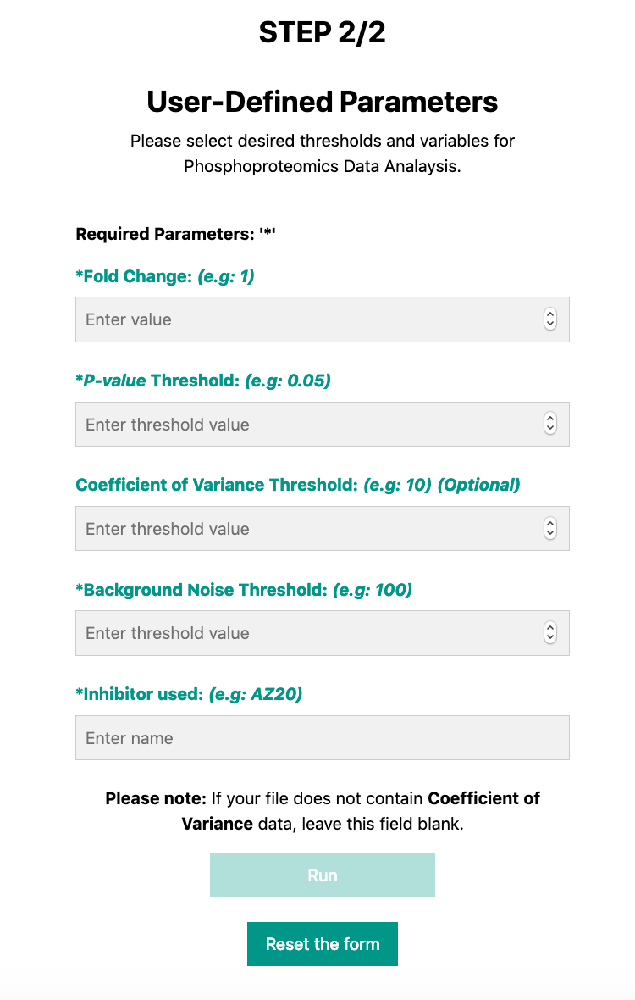 STEP 2/2
User-Defined Parameters
Please select desired thresholds and variables for
Phosphoproteomics Data Analaysis.
Required Parameters: '*'
*Fold Change: (e.g: 1)
Enter value
*P-value Threshold: (e.g: 0.05)
Enter threshold value
Coefficient of Variance Threshold: (e.g: 10) (Optional)
Enter threshold value
*Background Noise Threshold: (e.g: 100)
Enter threshold value
*Inhibitor used: (e.g: AZ20)
Enter name
Please note: If your file does not contain Coefficient of
Variance data, leave this field blank.
Run
Reset the form